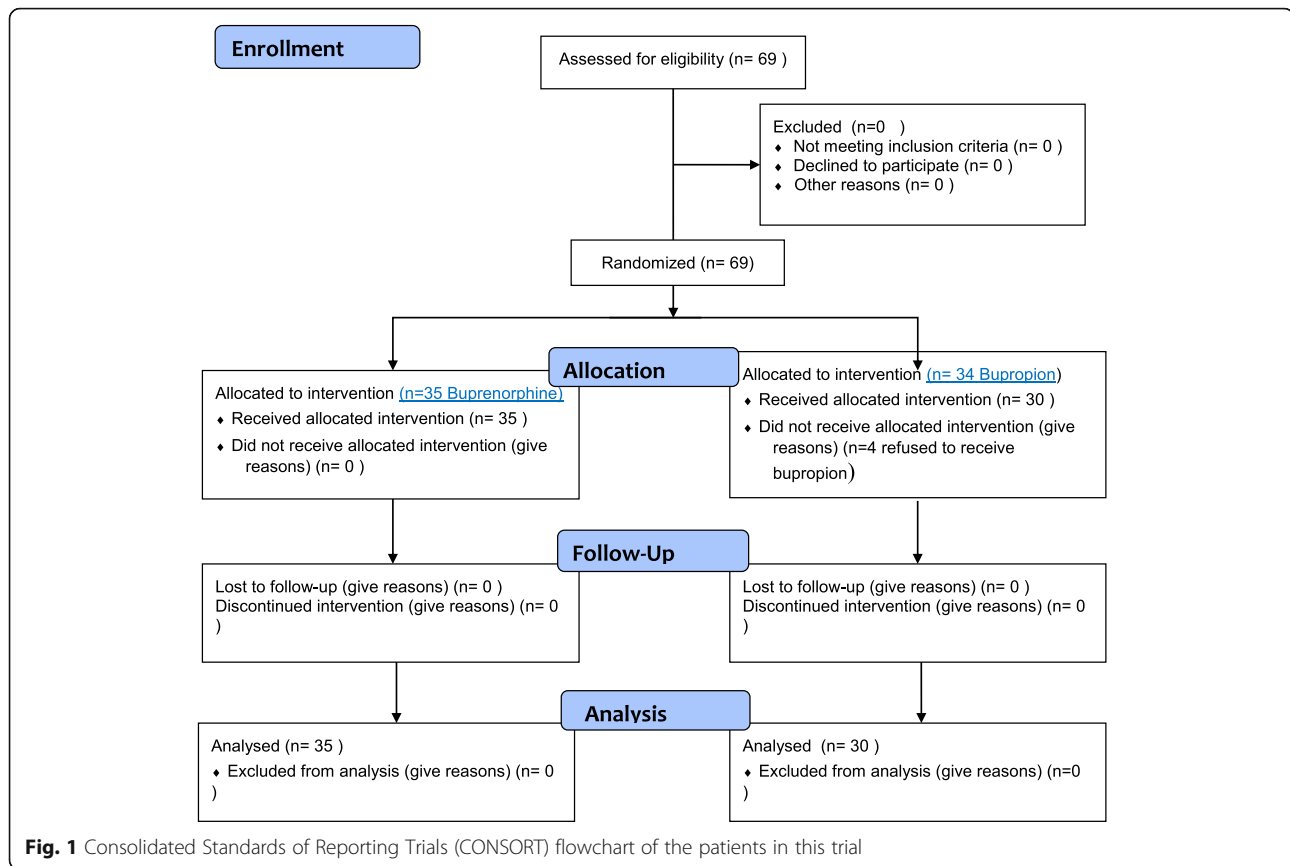 Enrollment
Assessed for eligibility (n= 69 )
Excluded (n=0 )
♦ Not meeting inclusion criteria (n= 0 )
♦ Declined to participate (n= 0 )
♦ Other reasons (n= 0 )
Randomized (n= 69)
Allocation
Allocated to intervention (n=35 Buprenorphine)
♦ Received allocated intervention (n= 35 )
♦ Did not receive allocated intervention (give
reasons) (n= 0 )
Allocated to intervention (n= 34 Bupropion)
♦ Received allocated intervention (n= 30 )
♦ Did not receive allocated intervention (give
reasons) (n=4 refused to receive
bupropion)
Follow-Up
Lost to follow-up (give reasons) (n= 0 )
Discontinued intervention (give reasons) (n= 0
)
Lost to follow-up (give reasons) (n= 0 )
Discontinued intervention (give reasons) (n= 0
)
Analysis
Analysed (n= 35 )
♦ Excluded from analysis (give reasons) (n= 0
)
Analysed (n= 30 )
♦ Excluded from analysis (give reasons) (n=0
)
Fig. 1 Consolidated Standards of Reporting Trials (CONSORT) flowchart of the patients in this trial